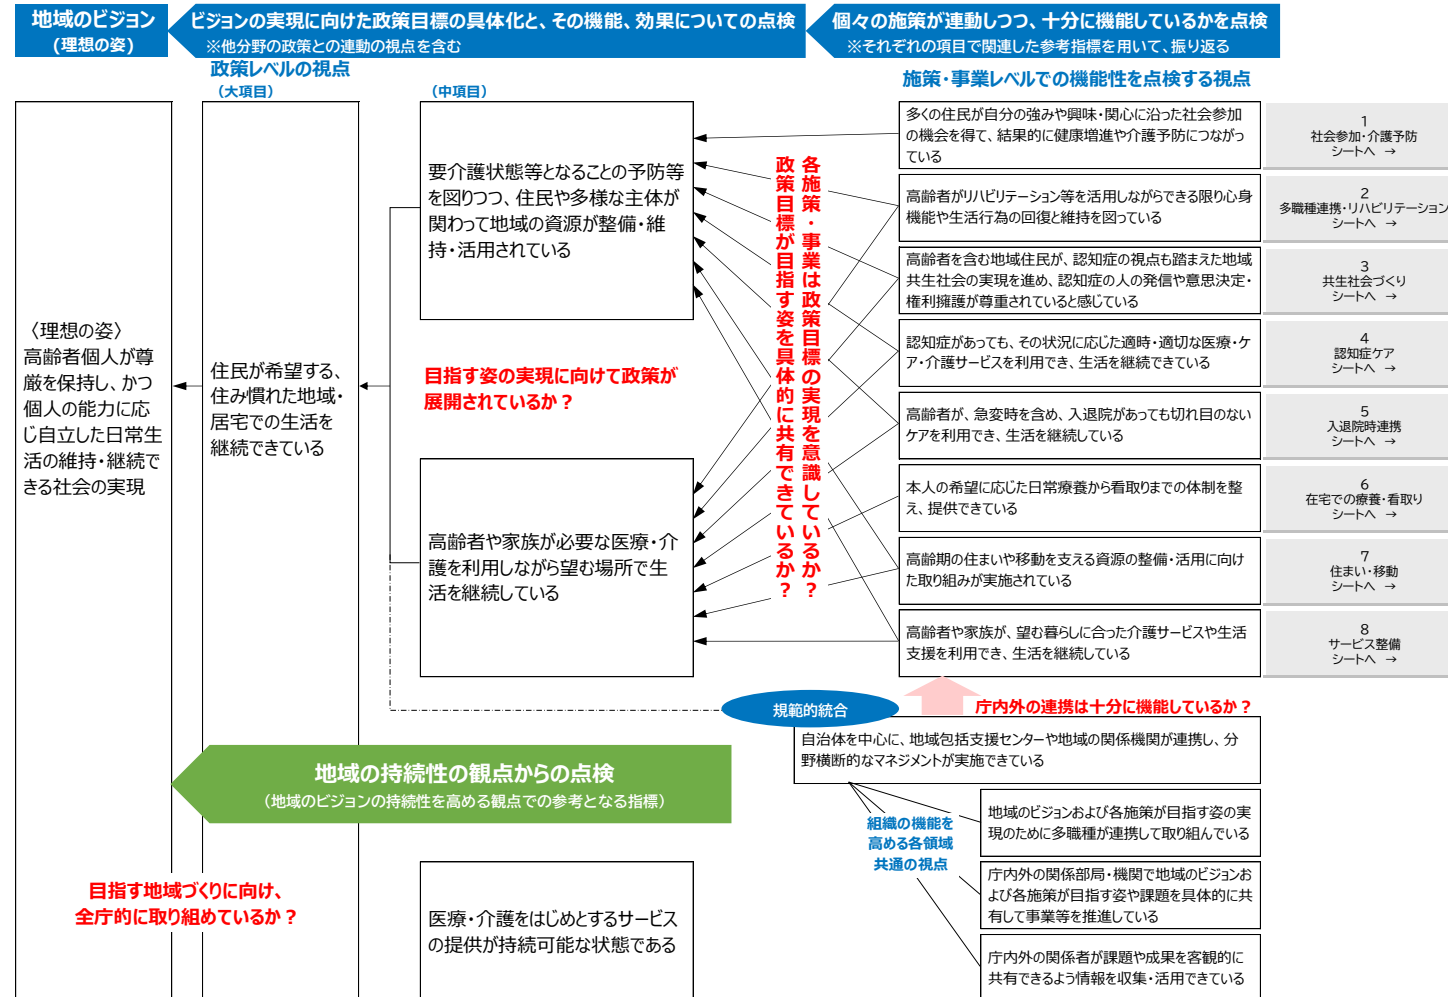 地域のビジョン
(理想の姿)
ビジョンの実現に向けた政策目標の具体化と、その機能、効果についての点検
※他分野の政策との連動の視点を含む
個々の施策が連動しつつ、十分に機能しているかを点検
※それぞれの項目で関連した参考指標を用いて、振り返る
政策レベルの視点
(大項目)
(中項目)
施策・事業レベルでの機能性を点検する視点
〈理想の姿〉
高齢者個人が尊
厳を保持し、かつ
個人の能力に応
じ自立した日常生
活の維持・継続で
きる社会の実現
住民が希望する、
住み慣れた地域・
居宅での生活を
継続できている
要介護状態等となることの予防等
を図りつつ、住民や多様な主体が
関わって地域の資源が整備・維
持・活用されている
目指す姿の実現に向けて政策が
展開されているか？
高齢者や家族が必要な医療・介
護を利用しながら望む場所で生
活を継続している
各施策・事業は政策目標の実現を意識しているか？
政策目標が目指す姿を具体的に共有できているか？
多くの住民が自分の強みや興味・関心に沿った社会参加
の機会を得て、結果的に健康増進や介護予防につながっ
ている
1
社会参加・介護予防
シートへ →
高齢者がリハビリテーション等を活用しながらできる限り心身
機能や生活行為の回復と維持を図っている
2
多職種連携・リハビリテーション
シートへ →
高齢者を含む地域住民が、認知症の視点も踏まえた地域
共生社会の実現を進め、認知症の人の発信や意思決定・
権利擁護が尊重されていると感じている
3
共生社会づくり
シートへ →
認知症があっても、その状況に応じた適時・適切な医療・ケ
ア・介護サービスを利用でき、生活を継続できている
4
認知症ケア
シートへ →
高齢者が、急変時を含め、入退院があっても切れ目のない
ケアを利用でき、生活を継続している
5
入退院時連携
シートへ →
本人の希望に応じた日常療養から看取りまでの体制を整
え、提供できている
6
在宅での療養・看取り
シートへ →
高齢期の住まいや移動を支える資源の整備・活用に向け
た取り組みが実施されている
7
住まい・移動
シートへ →
高齢者や家族が、望む暮らしに合った介護サービスや生活
支援を利用でき、生活を継続している
8
サービス整備
シートへ →
規範的統合
庁内外の連携は十分に機能しているか？
自治体を中心に、地域包括支援センターや地域の関係機関が連携し、分
野横断的なマネジメントが実施できている
地域の持続性の観点からの点検
(地域のビジョンの持続性を高める観点での参考となる指標)
組織の機能を
高める各領域
共通の視点
地域のビジョンおよび各施策が目指す姿の実
現のために多職種が連携して取り組んでいる
庁内外の関係部局・機関で地域のビジョンお
よび各施策が目指す姿や課題を具体的に共
有して事業等を推進している
庁内外の関係者が課題や成果を客観的に
共有できるよう情報を収集・活用できている
目指す地域づくりに向け、
全庁的に取り組めているか？
医療・介護をはじめとするサービス
の提供が持続可能な状態である